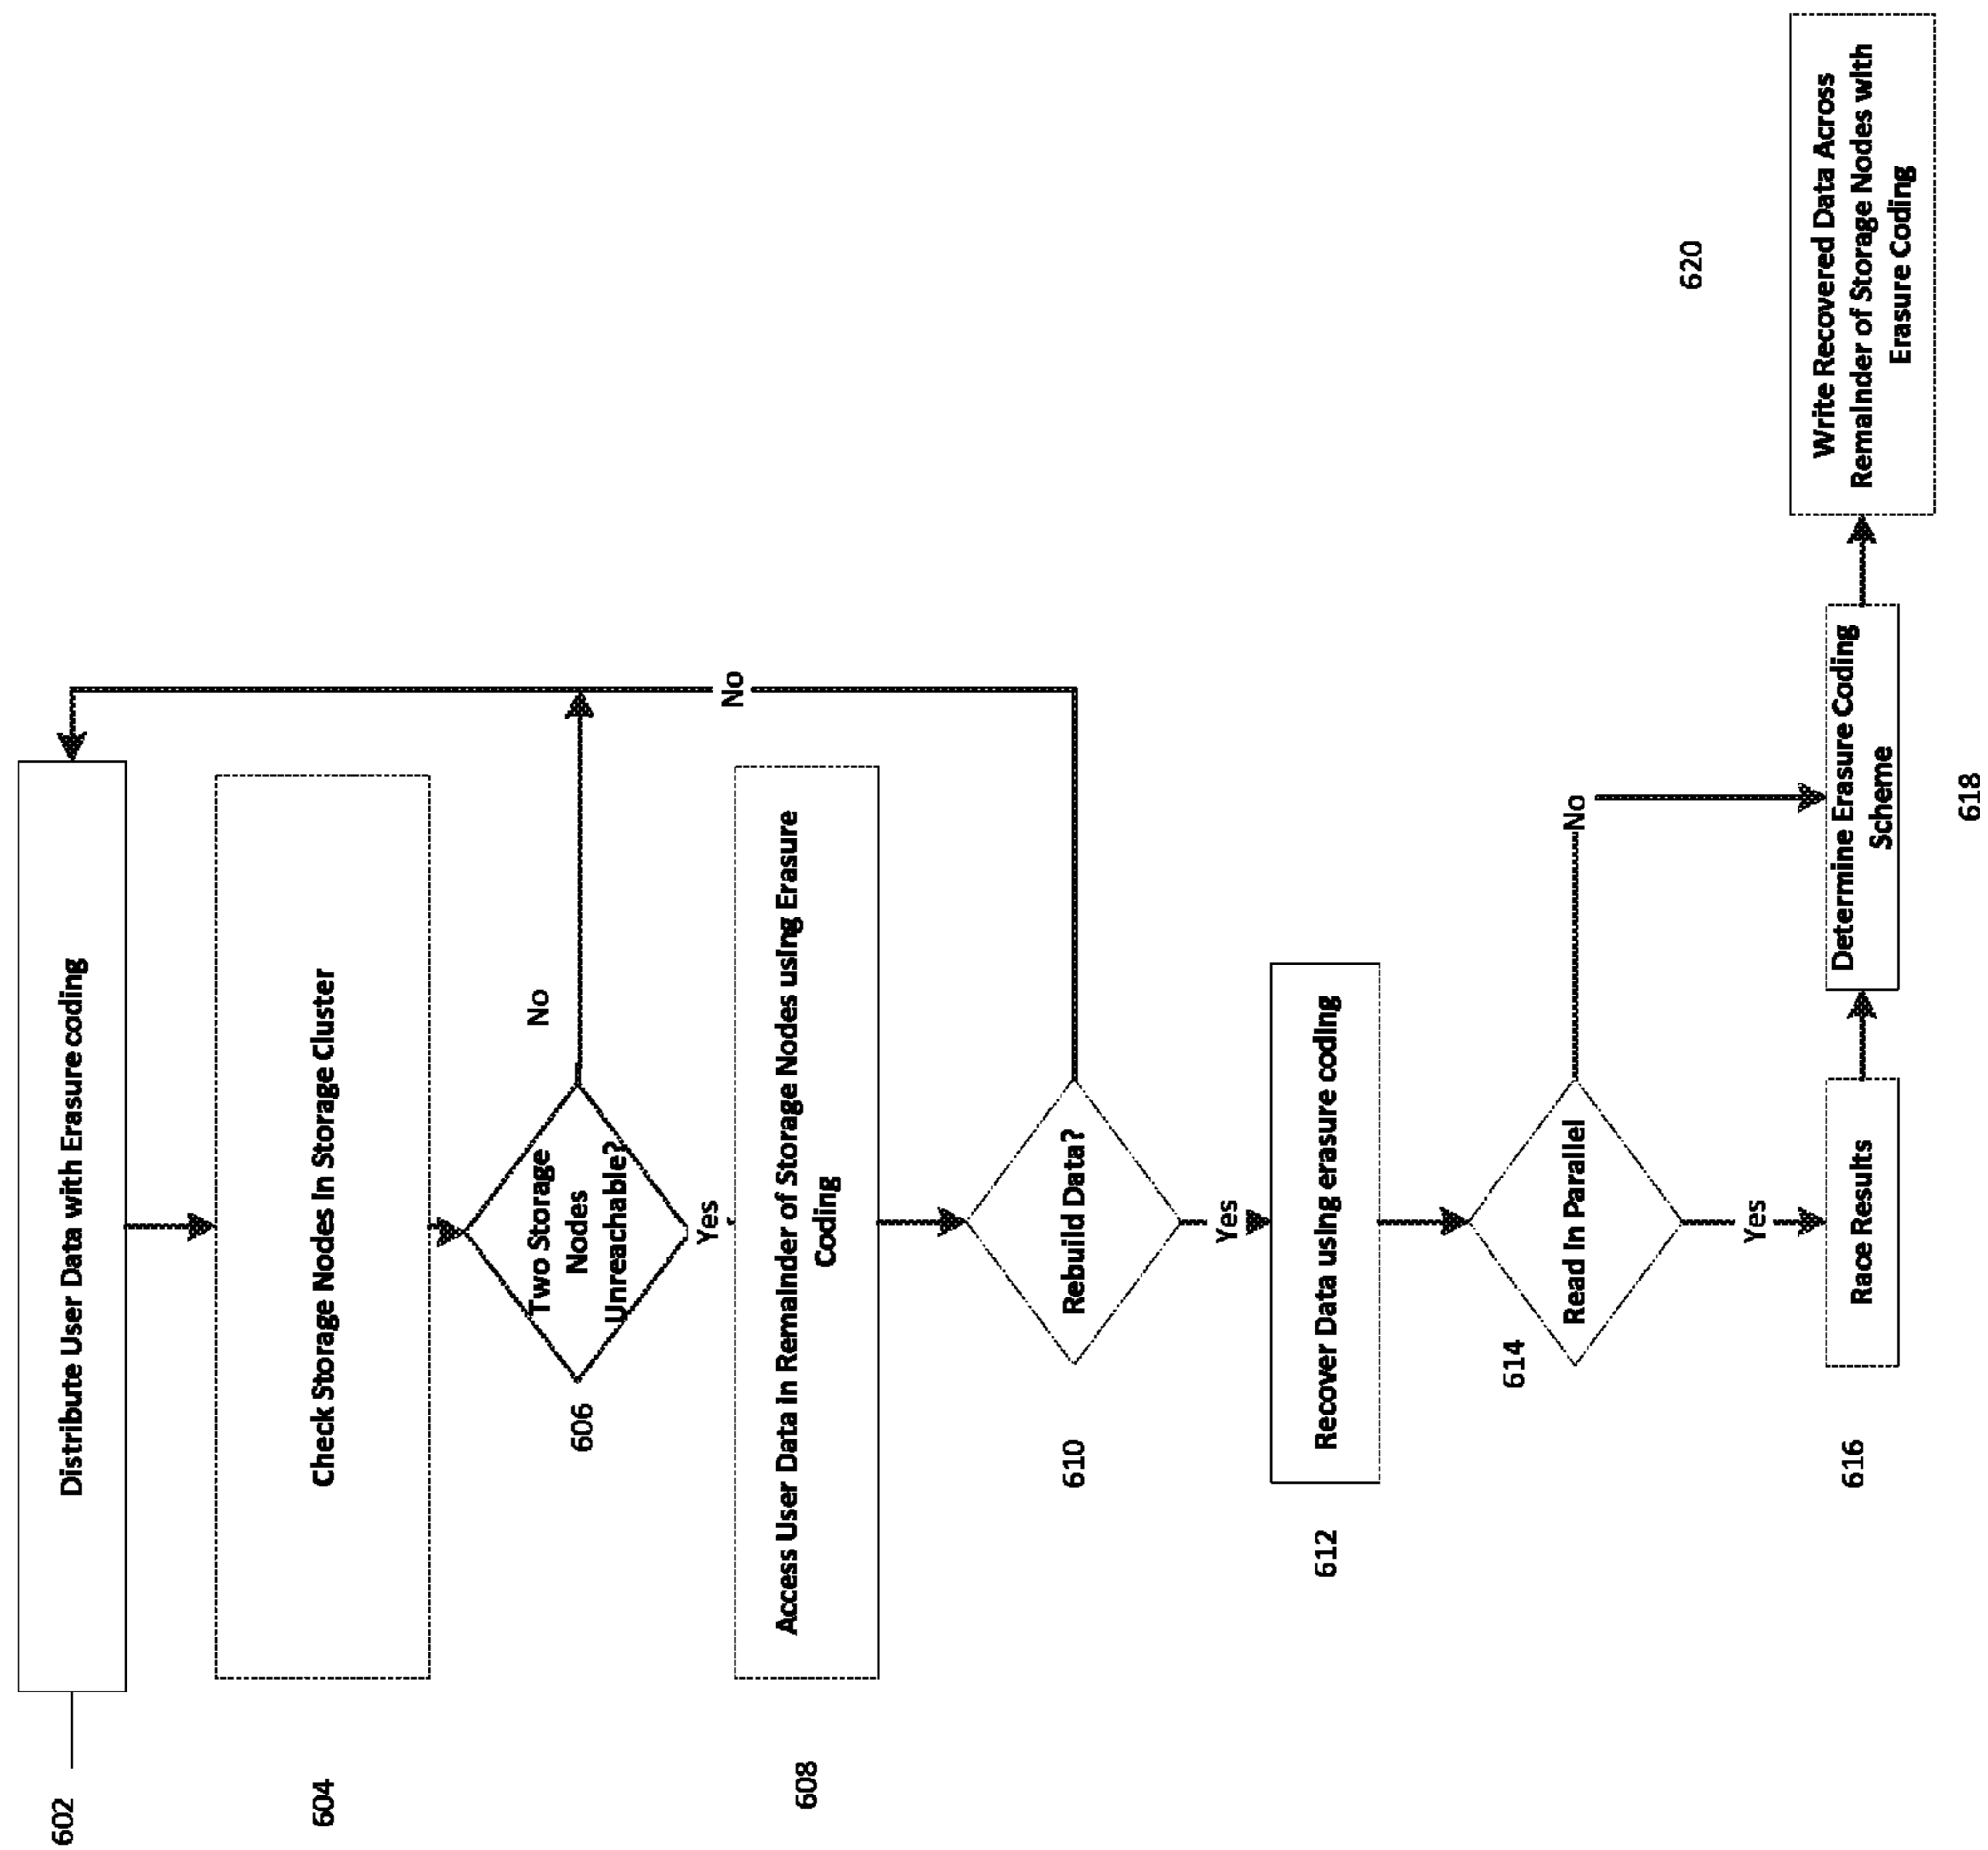 602
Distribute User Data with Erasure coding
604
Check Storage Nodes In Storage Cluster
606
Two Storage
Nodes
Unreachable?
No
Yes
608
Access User Data In Remainder of Storage Nodes using Erasure
Coding
No
610
Rebuild Data?
Yes
612
Recover Data using erasure coding
614
Read In Parallel
No
Yes
616
Race Results
Determine Erasure Coding
Scheme
618
620
Write Recovered Data Across
Remainder of Storage Nodes with
Erasure Coding